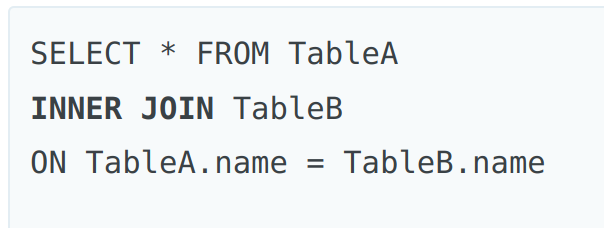 SELECT * FROM TableA
INNER JOIN TableB
ON TableA.name = TableB.name